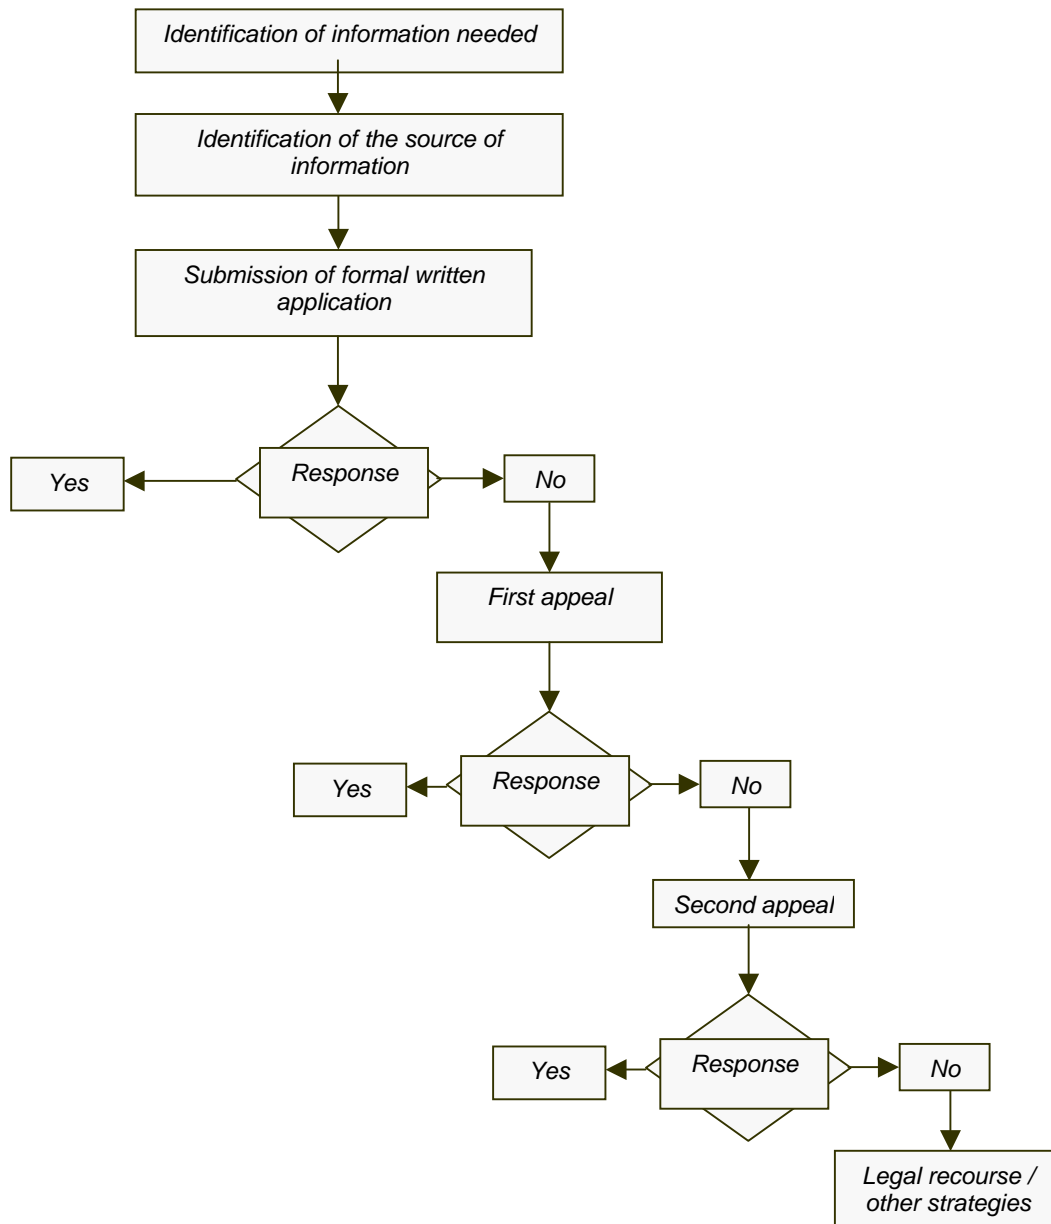 Identification of information needed
Identification of the source of
information
Submission of formal written
application
Yes
Response
No
First appeal
Yes
Response
No
Second appeal
Yes
Response
No
Legal recourse /
other strategies